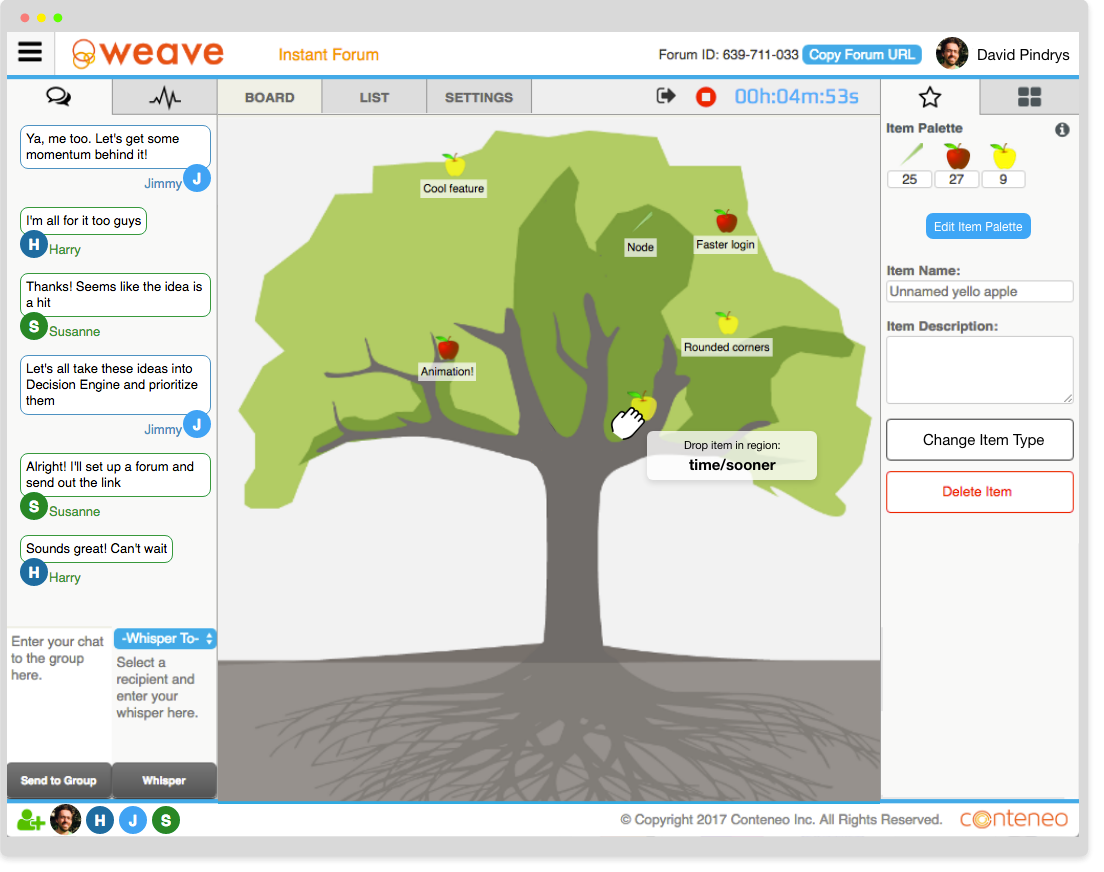 weave
Instant Forum
Forum ID: 639-711-033
Copy Forum URL
David Pindrys
BOARD
LIST
SETTINGS
00h:04m:53s
Ya, me too. Let's get some
momentum behind it!
Jimmy
J
I'm all for it too guys
H
Harry
Thanks! Seems like the idea is
a hit
S
Susanne
Let's all take these ideas into
Decision Engine and prioritize
them
Jimmy
J
Alright! I'll set up a forum and
send out the link
S
Susanne
Sounds great! Can't wait
H
Harry
Enter your chat
to the group
here.
-Whisper To-
Select a
recipient and
enter your
whisper here.
Send to Group
Whisper
Cool feature
Node
Faster login
Rounded corners
Animation!
Drop item in region:
time/sooner
Item Palette
25
27
9
Edit Item Palette
Item Name:
Unnamed yello apple
Item Description:
Change Item Type
Delete Item
H
J
S
© Copyright 2017 Conteneo Inc. All Rights Reserved.
conteneo